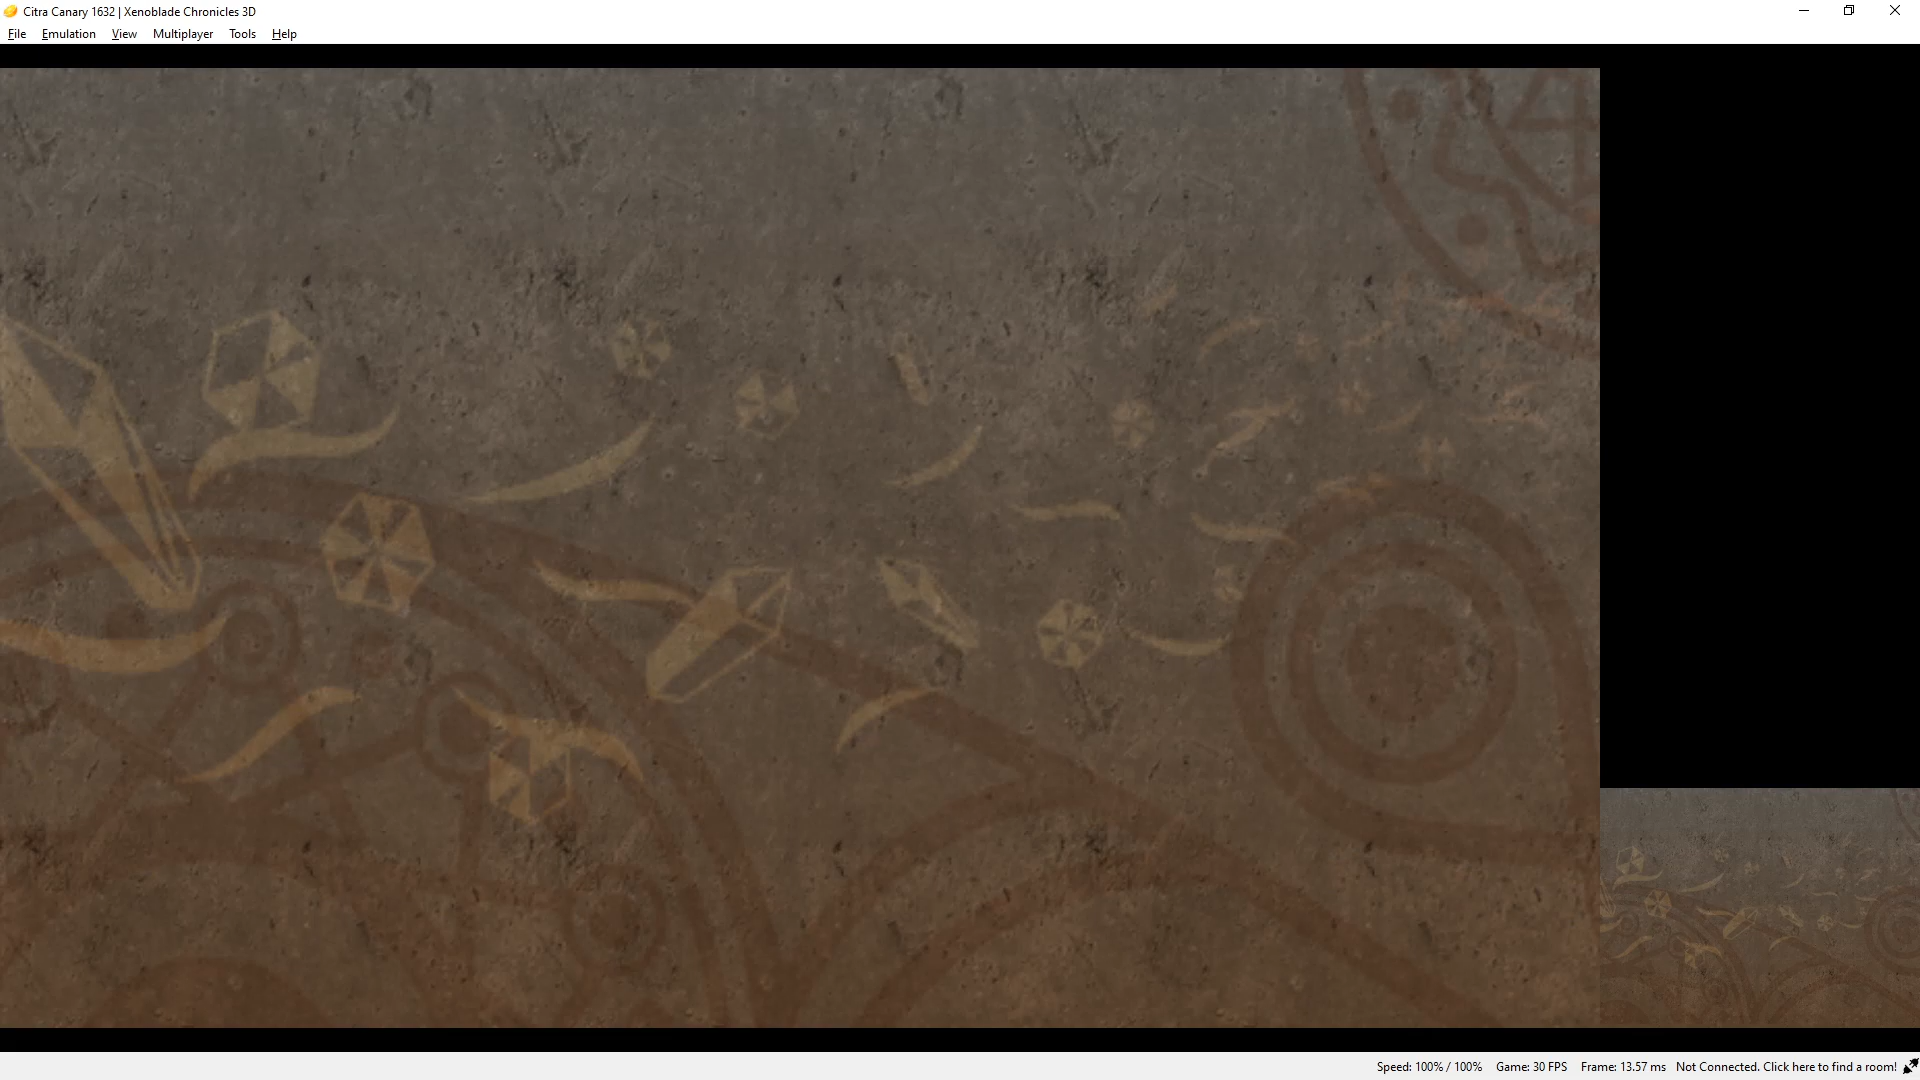 Citra Canary 1632 | Xenoblade Chronicles 3D
File Emulation View Multiplayer Tools Help
Speed: 100% / 100% Game: 30 FPS Frame: 13.57 ms Not Connected. Click here to find a room!